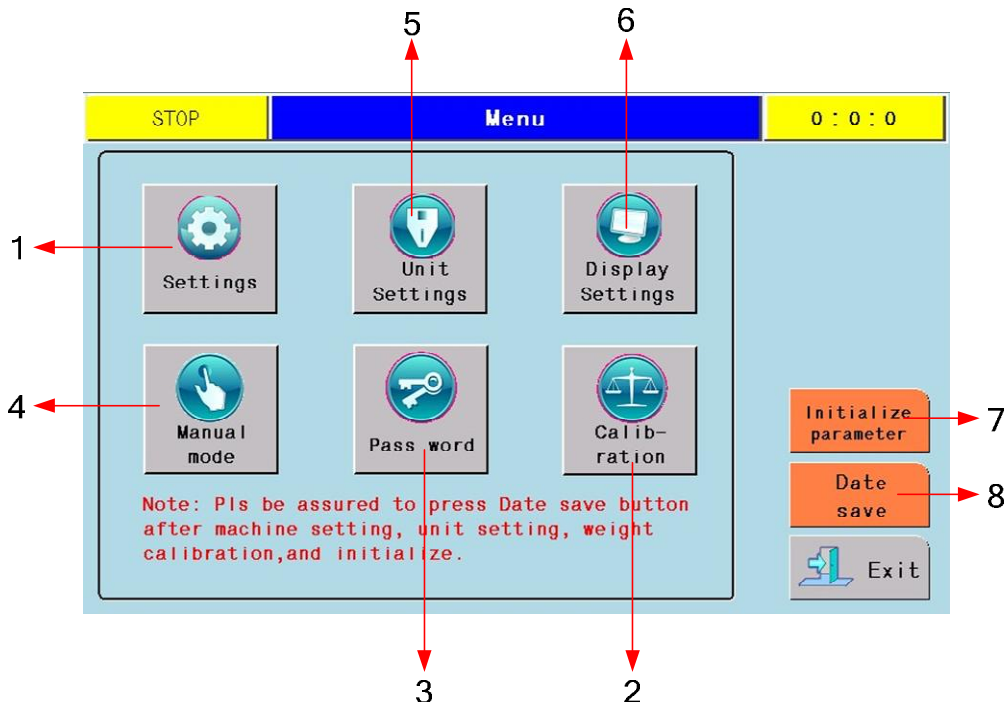 5
6
STOP
Menu
0 : 0 : 0
1
Settings
Unit
Settings
Display
Settings
4
Manual
mode
Pass word
Calib-
ration
Initialize
parameter
7
Date
save
8
Note: Pls be assured to press Date save button
after machine setting, unit setting, weight
calibration,and initialize.
Exit
3
2